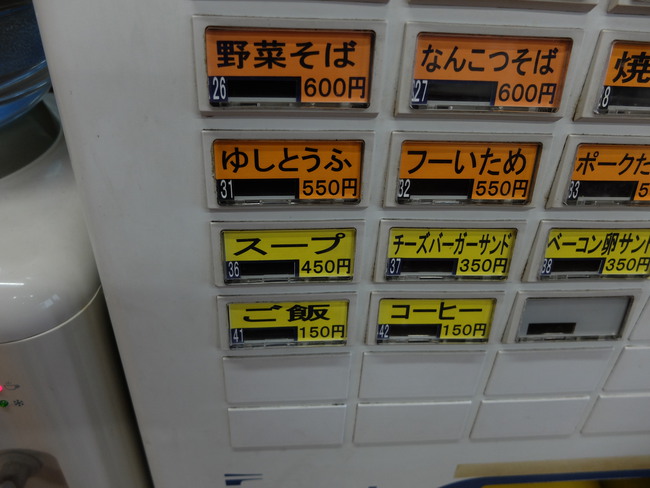 野菜そば
26 600円
なんこつそば
27 600円
焼
28
ゆしとうふ
31 550円
フーいため
32 550円
ポークた
33
スープ
36 450円
チーズバーガーサンド
37 350円
ベーコン卵サンド
38 350円
ご飯
41 150円
コーヒー
42 150円